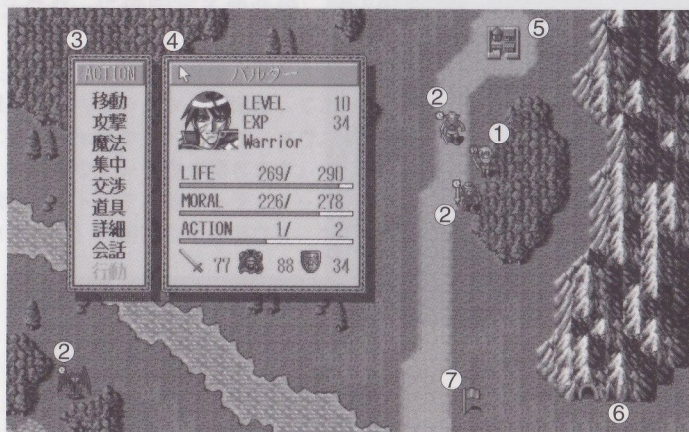 ③
④
⑤
ACTION
バルター
移動
攻撃
魔法
集中
交渉
道具
詳細
会話
行動
LEVEL 10
EXP 34
Warrior
LIFE 269/ 290
MORAL 226/ 278
ACTION 1/ 2
77 88 34
②
①
②
②
⑦
⑥